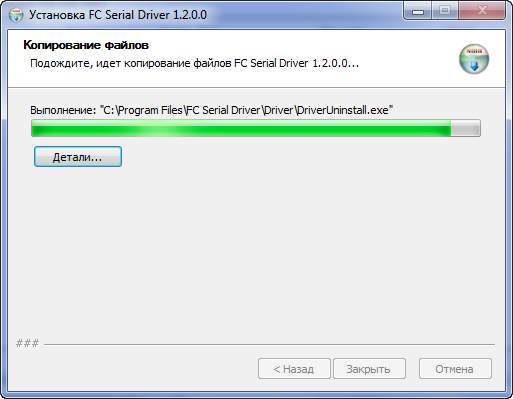 Установка FC Serial Driver 1.2.0.0
Копирование файлов
Подождите, идет копирование файлов FC Serial Driver 1.2.0.0...
Выполнение: "C:\Program Files\FC Serial Driver\Driver\DriverUninstall.exe"
Детали...
###
< Назад
Закрыть
Отмена